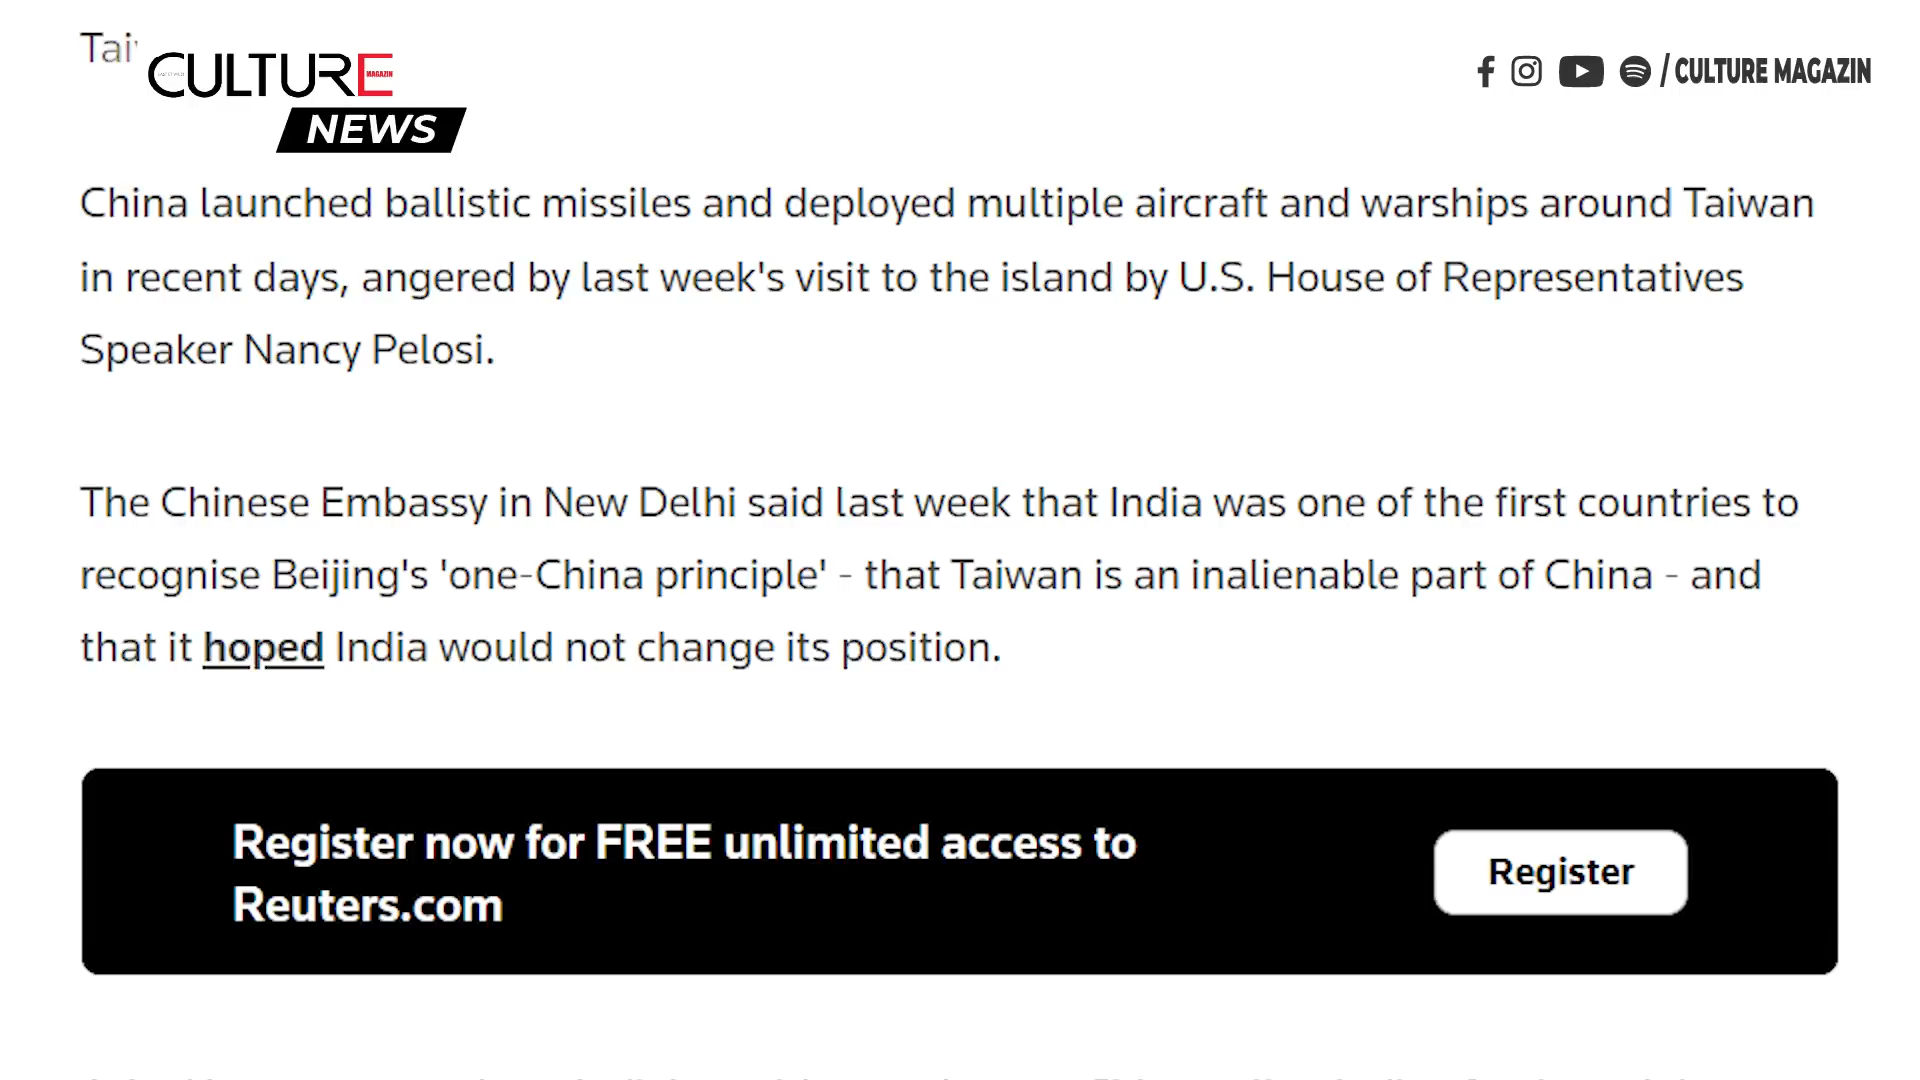 CULTURE
MAGAZIN
NEWS
/ CULTURE MAGAZIN
China launched ballistic missiles and deployed multiple aircraft and warships around Taiwan
in recent days, angered by last week's visit to the island by U.S. House of Representatives
Speaker Nancy Pelosi.
The Chinese Embassy in New Delhi said last week that India was one of the first countries to
recognise Beijing's 'one-China principle' - that Taiwan is an inalienable part of China - and
that it hoped India would not change its position.
Register now for FREE unlimited access to
Reuters.com
Register